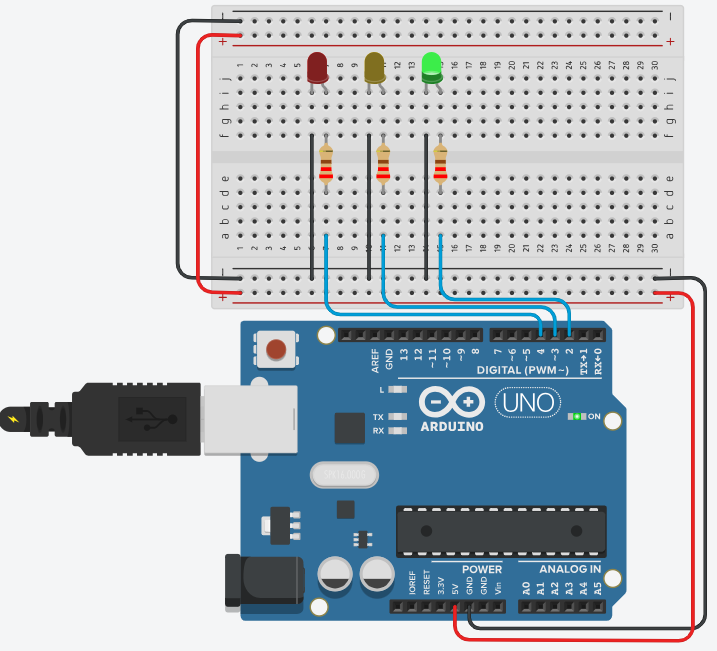 − −
+ +
1 2 3 4 5 6 7 8 9 10 11 12 13 14 15 16 17 18 19 20 21 22 23 24 25 26 27 28 29 30
j j
i i
h h
g g
f f
e e
d d
c c
b b
a a
1 2 3 4 5 6 7 8 9 10 11 12 13 14 15 16 17 18 19 20 21 22 23 24 25 26 27 28 29 30
− −
+ +
AREF GND 13 12 ~11 ~10 ~9 8 7 ~6 ~5 4 ~3 2 TX→1 RX←0
DIGITAL (PWM~)
L
TX
RX
ARDUINO
UNO
ON
POWER ANALOG IN
IOREF RESET 3.3V 5V GND GND Vin A0 A1 A2 A3 A4 A5